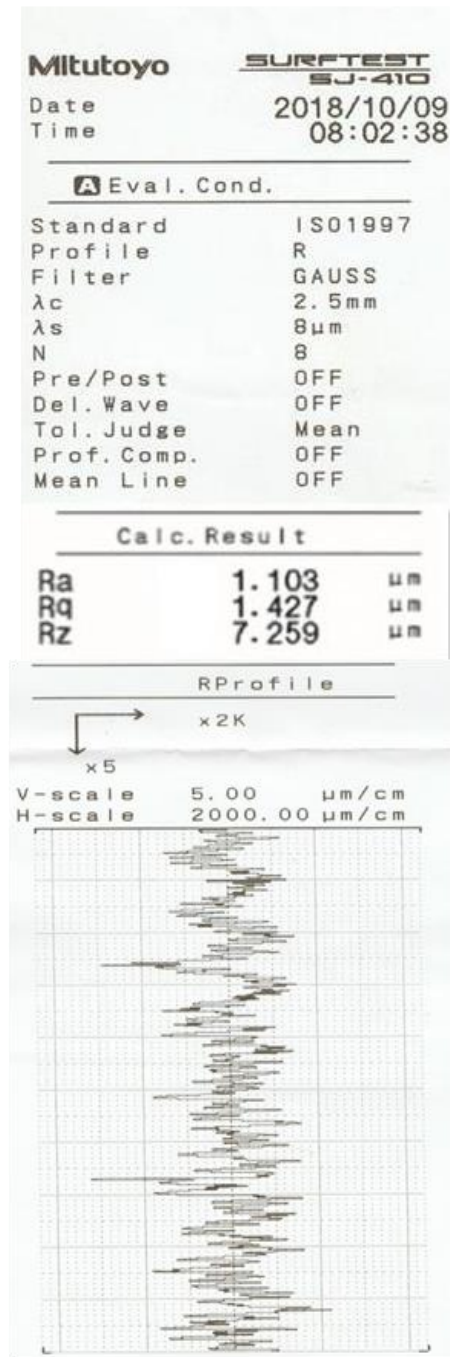 Mitutoyo SURFTEST
SJ-410
Date 2018/10/09
Time 08:02:38
A Eval. Cond.
Standard ISO1997
Profile R
Filter GAUSS
λc 2.5mm
λs 8μm
N 8
Pre/Post OFF
Del. Wave OFF
Tol. Judge Mean
Prof. Comp. OFF
Mean Line OFF
Calc. Result
Ra 1.103 μm
Rq 1.427 μm
Rz 7.259 μm
RProfile
×2K
×5
V-scale 5.00 μm/cm
H-scale 2000.00 μm/cm